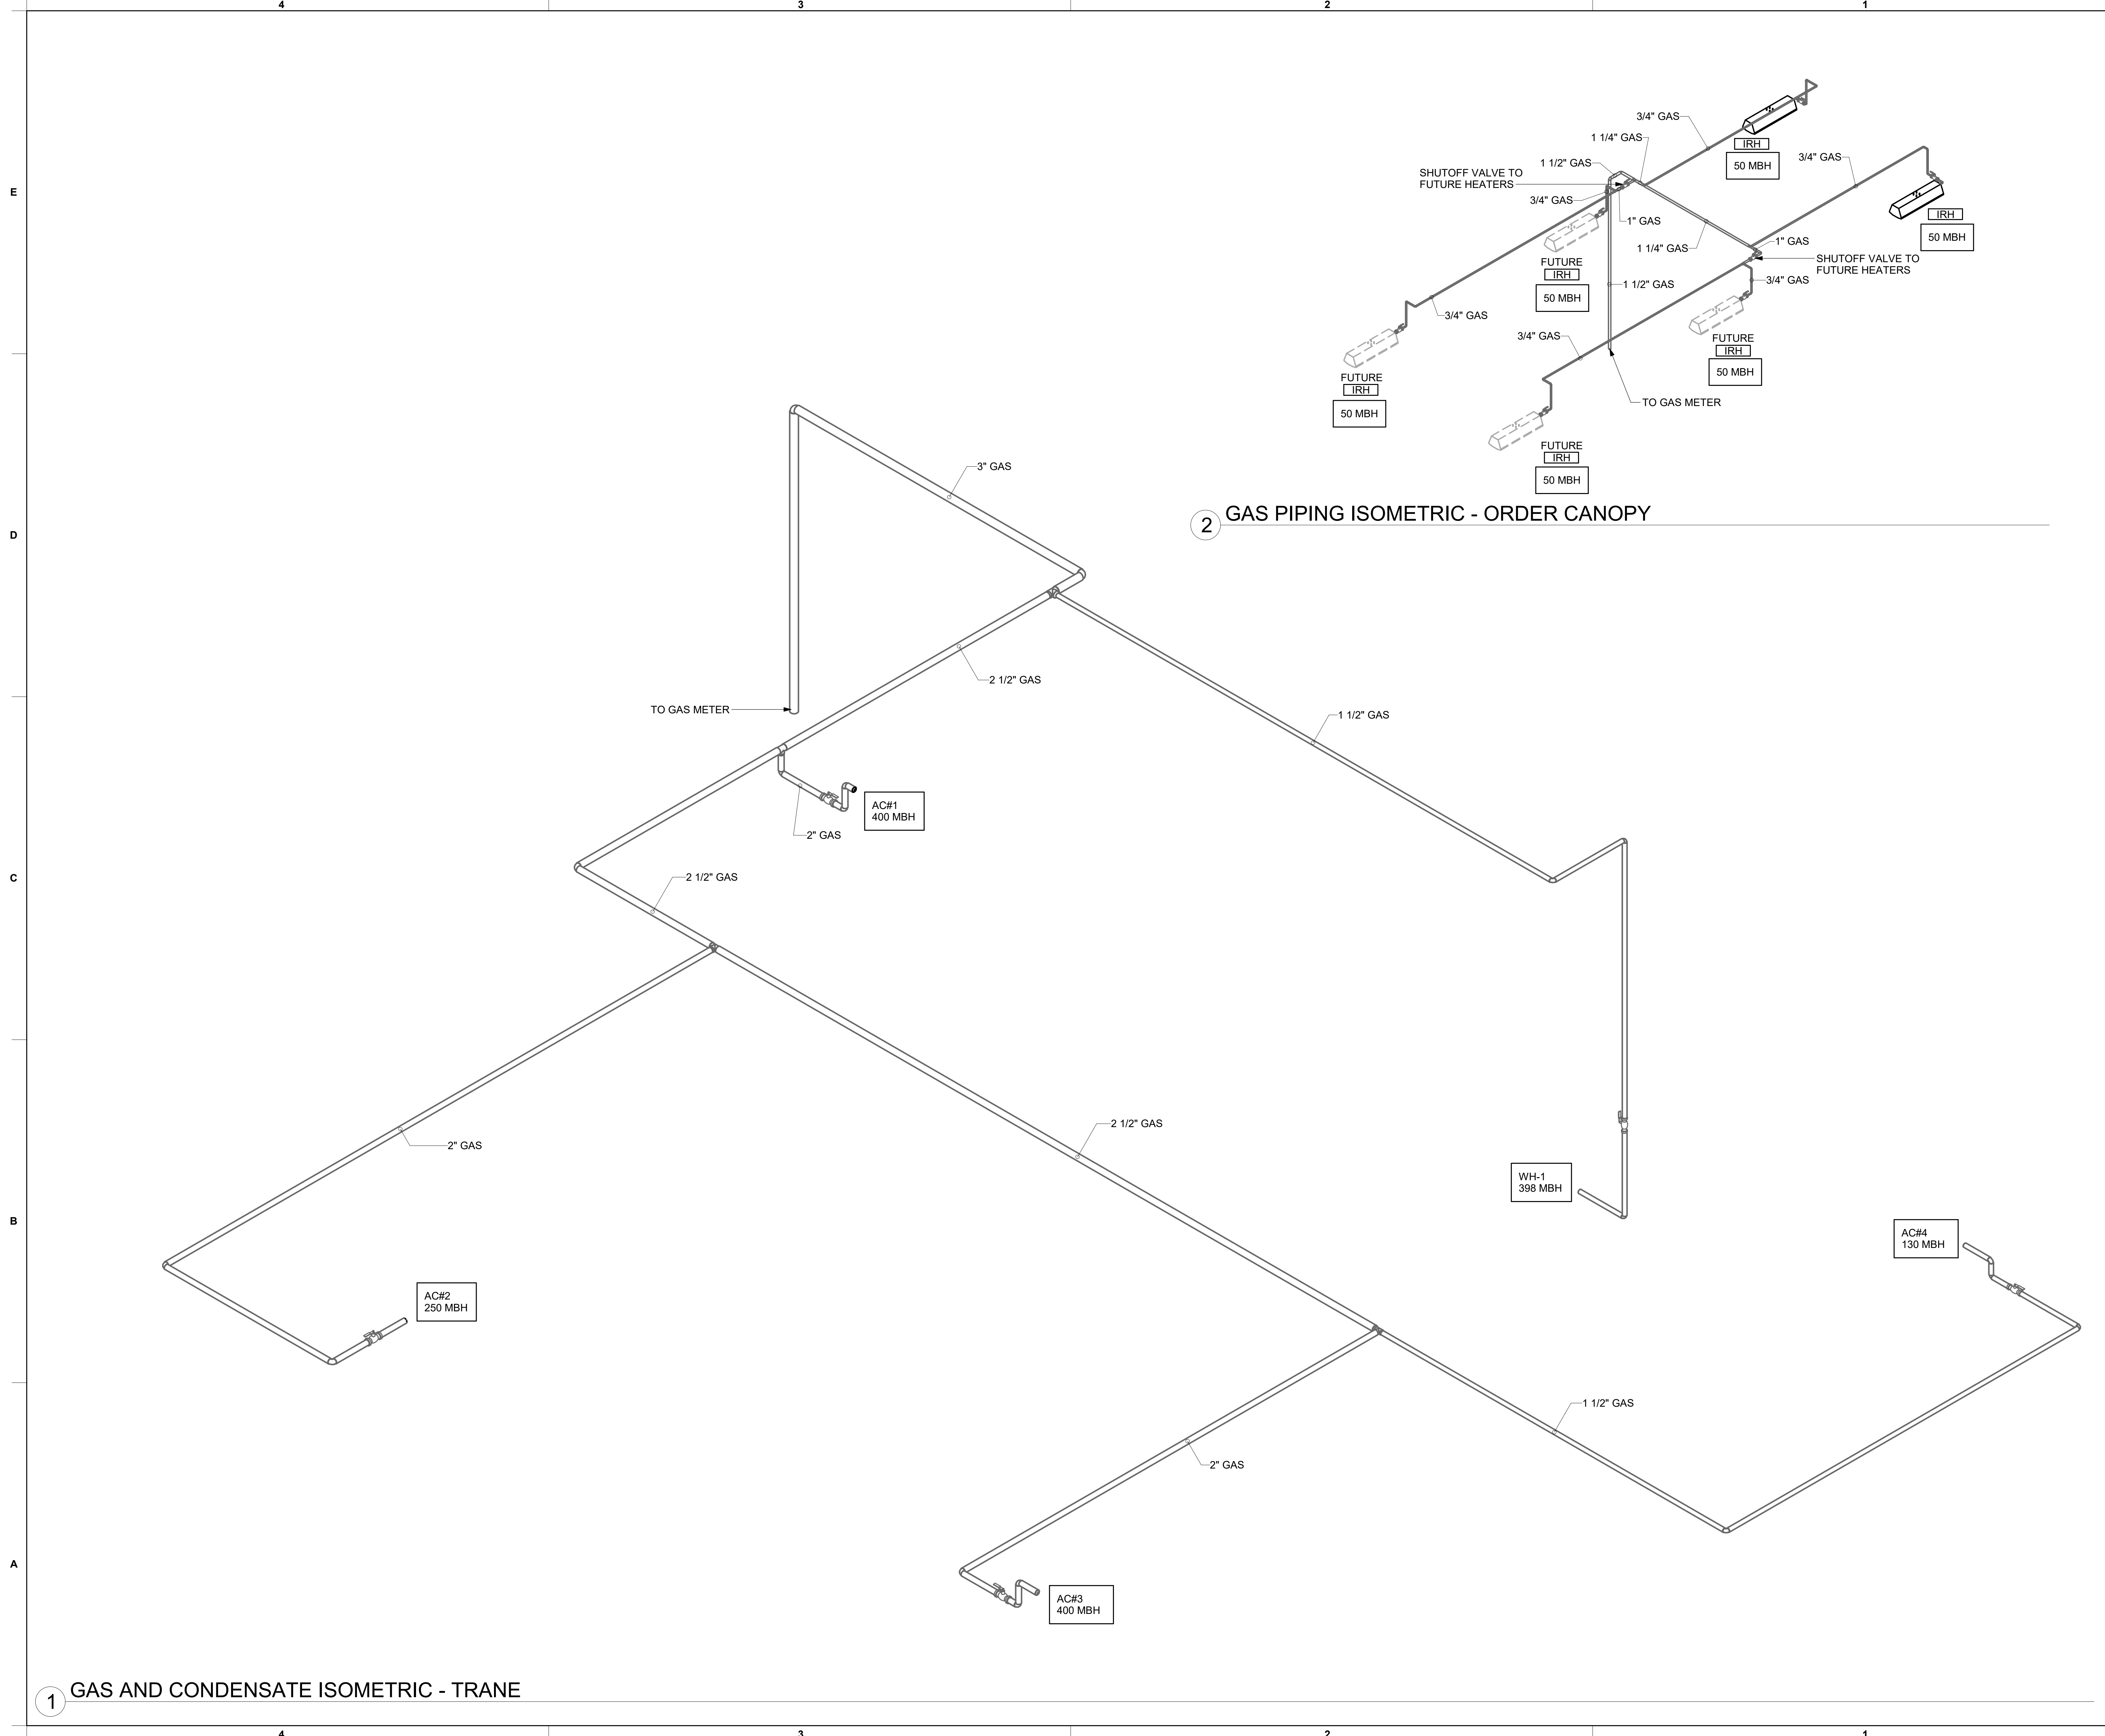 4 3 2 1
E
D
C
B
A
3/4" GAS
1 1/4" GAS
1 1/2" GAS
SHUTOFF VALVE TO
FUTURE HEATERS
3/4" GAS
IRH
50 MBH
3/4" GAS
IRH
50 MBH
1" GAS
1 1/4" GAS
1" GAS
SHUTOFF VALVE TO
FUTURE HEATERS
3/4" GAS
FUTURE
IRH
50 MBH
1 1/2" GAS
3/4" GAS
3/4" GAS
FUTURE
IRH
50 MBH
FUTURE
IRH
50 MBH
TO GAS METER
FUTURE
IRH
50 MBH
2 GAS PIPING ISOMETRIC - ORDER CANOPY
3" GAS
2 1/2" GAS
TO GAS METER
1 1/2" GAS
AC#1
400 MBH
2" GAS
2 1/2" GAS
2" GAS
2 1/2" GAS
WH-1
398 MBH
AC#4
130 MBH
AC#2
250 MBH
1 1/2" GAS
2" GAS
AC#3
400 MBH
1 GAS AND CONDENSATE ISOMETRIC - TRANE
4 3 2 1